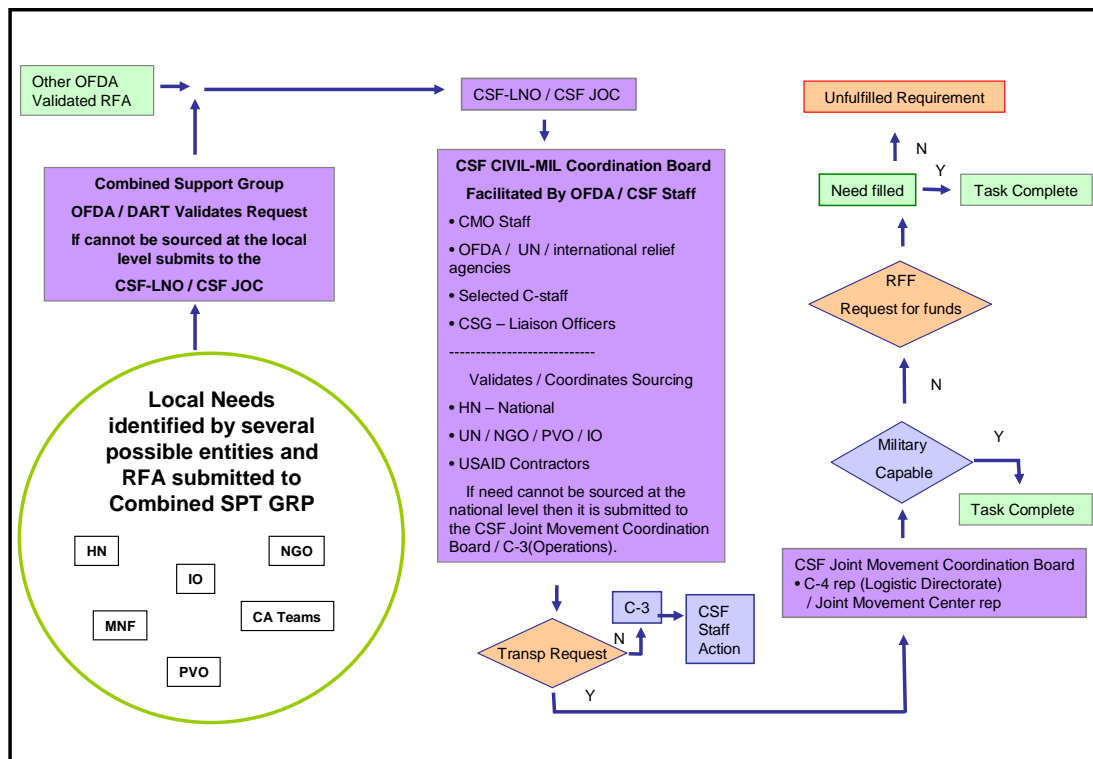 Other OFDA
Validated RFA
Combined Support Group
OFDA / DART Validates Request
If cannot be sourced at the local
level submits to the
CSF-LNO / CSF JOC
Local Needs
identified by several
possible entities and
RFA submitted to
Combined SPT GRP
HN
NGO
IO
MNF
CA Teams
PVO
CSF-LNO / CSF JOC
CSF CIVIL-MIL Coordination Board
Facilitated By OFDA / CSF Staff
• CMO Staff
• OFDA / UN / international relief
agencies
• Selected C-staff
• CSG – Liaison Officers
----------------------------
Validates / Coordinates Sourcing
• HN – National
• UN / NGO / PVO / IO
• USAID Contractors
If need cannot be sourced at the
national level then it is submitted to
the CSF Joint Movement Coordination
Board / C-3(Operations).
Transp Request
N
C-3
CSF
Staff
Action
Y
CSF Joint Movement Coordination Board
• C-4 rep (Logistic Directorate)
/ Joint Movement Center rep
Military
Capable
Y
Task Complete
N
RFF
Request for funds
Need filled
Y
Task Complete
N
Unfulfilled Requirement